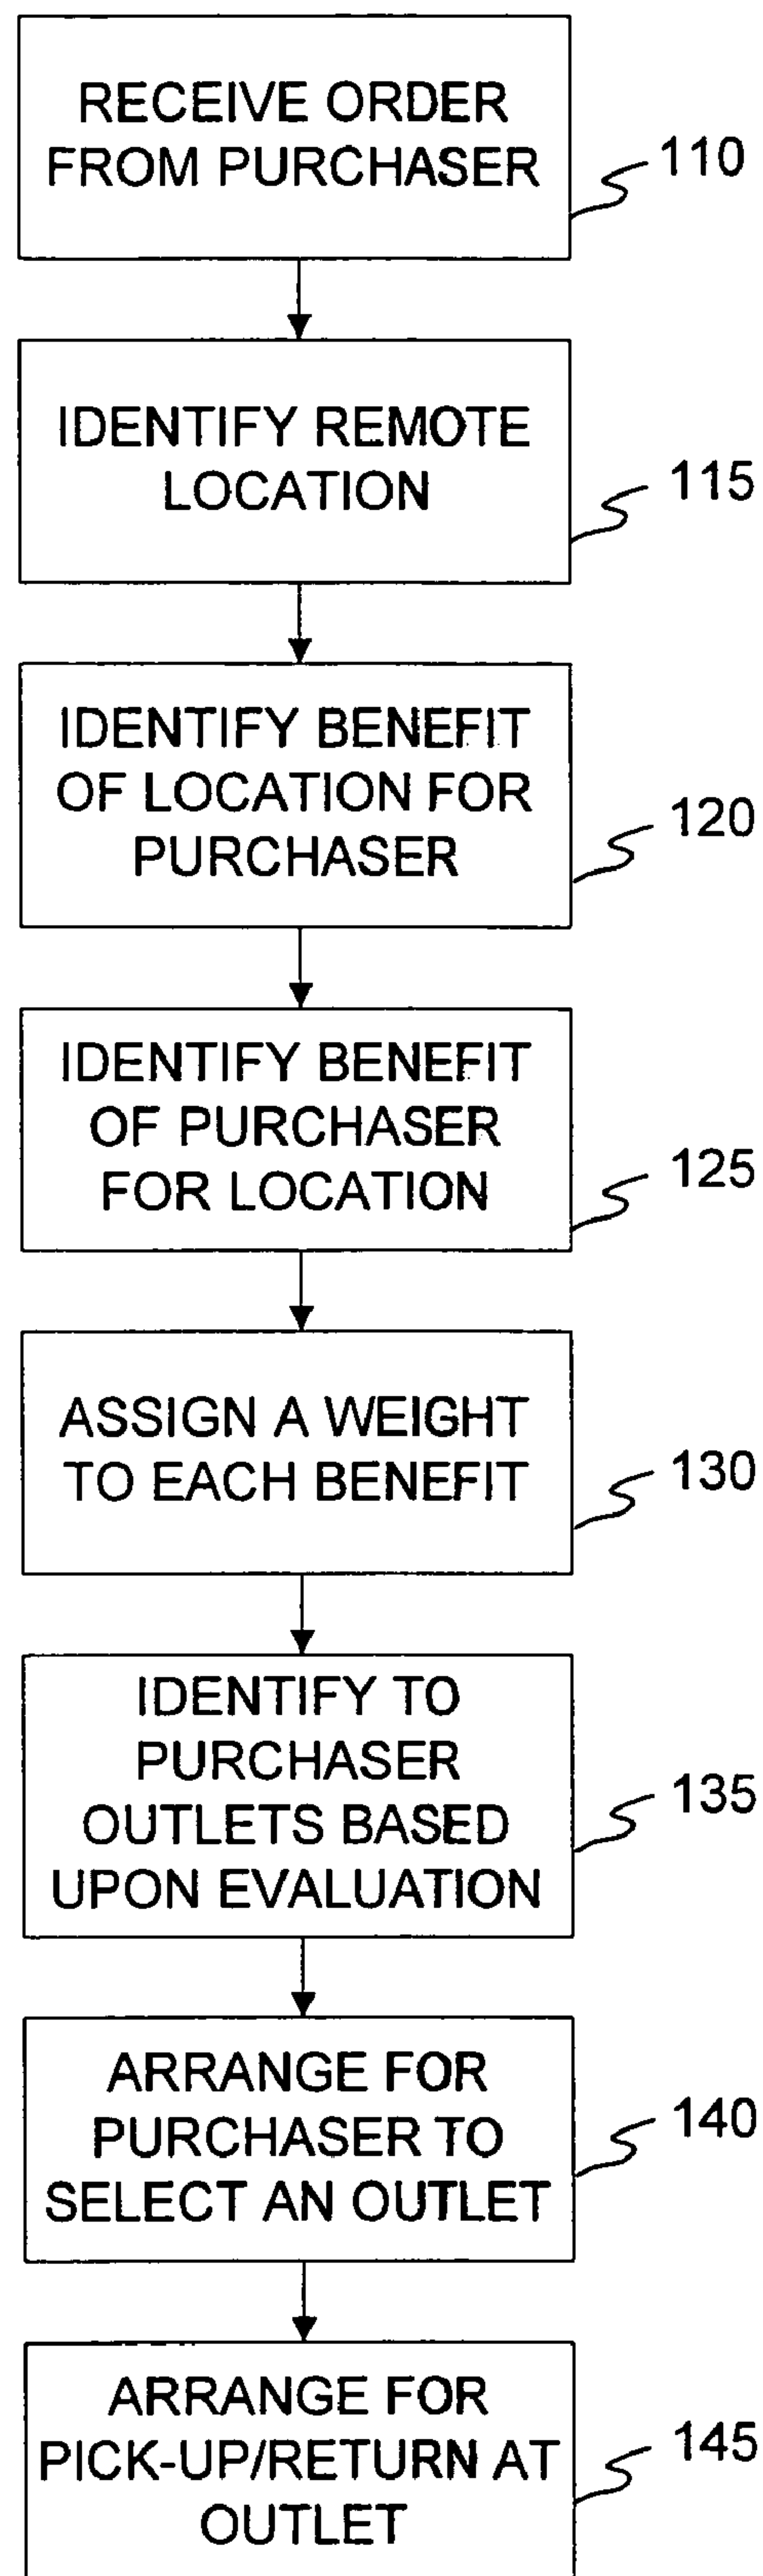 RECEIVE ORDER
FROM PURCHASER
110
IDENTIFY REMOTE
LOCATION
115
IDENTIFY BENEFIT
OF LOCATION FOR
PURCHASER
120
IDENTIFY BENEFIT
OF PURCHASER
FOR LOCATION
125
ASSIGN A WEIGHT
TO EACH BENEFIT
130
IDENTIFY TO
PURCHASER
OUTLETS BASED
UPON EVALUATION
135
ARRANGE FOR
PURCHASER TO
SELECT AN OUTLET
140
ARRANGE FOR
PICK-UP/RETURN AT
OUTLET
145